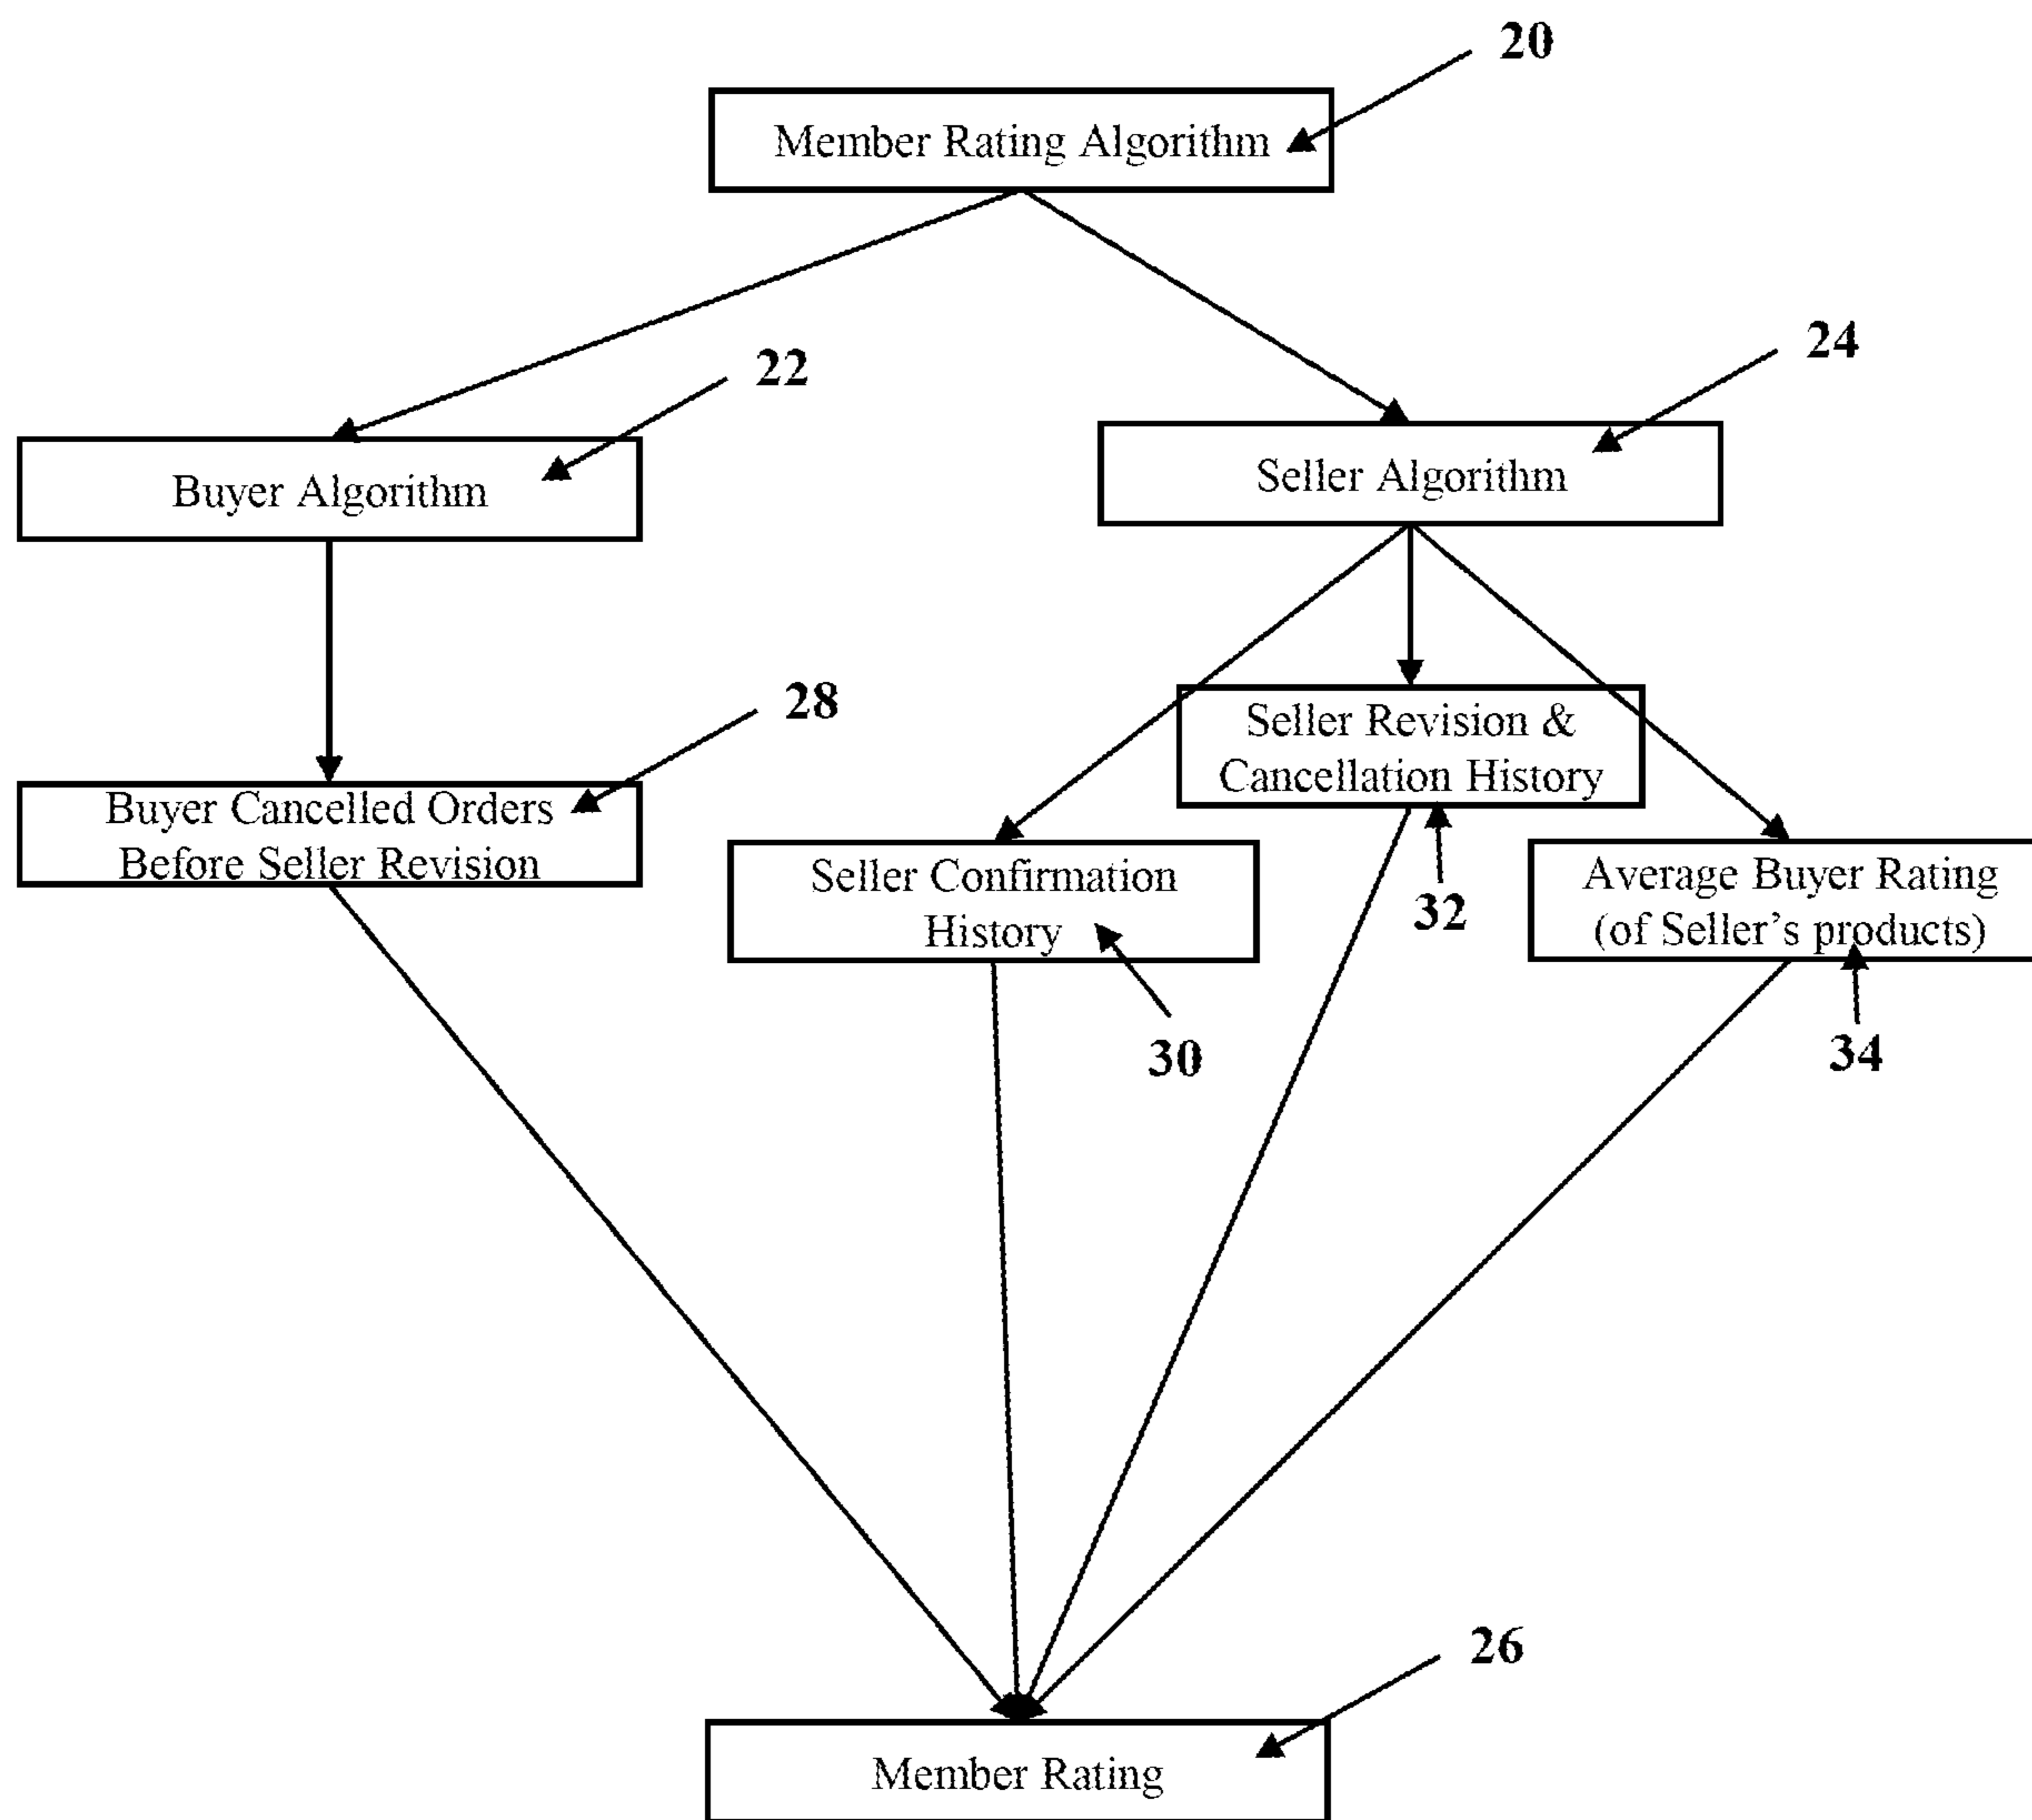 20
Member Rating Algorithm
24
22
Seller Algorithm
Buyer Algorithm
28
Seller Revision &
Cancellation History
Buyer Cancelled Orders
Before Seller Revision
Seller Confirmation
History
32
Average Buyer Rating
(of Seller's products)
30
34
26
Member Rating